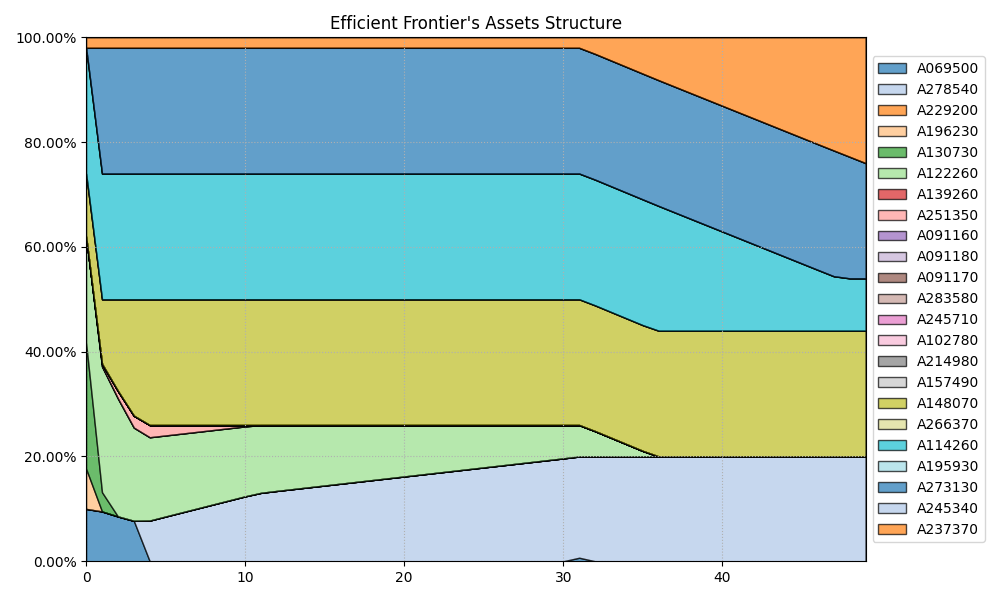 Efficient Frontier's Assets Structure
100.00%
80.00%
60.00%
40.00%
20.00%
0.00%
0
10
20
30
40
A069500
A278540
A229200
A196230
A130730
A122260
A139260
A251350
A091160
A091180
A091170
A283580
A245710
A102780
A214980
A157490
A148070
A266370
A114260
A195930
A273130
A245340
A237370